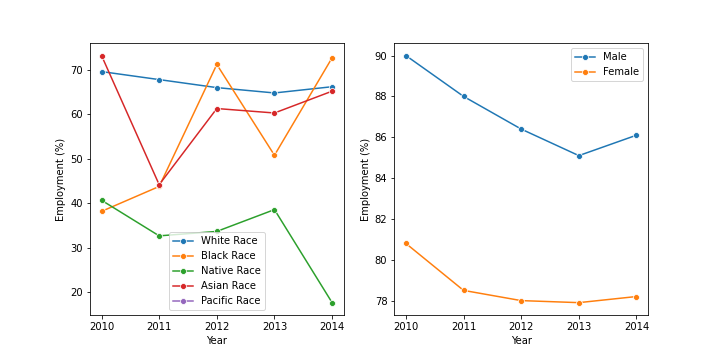 70
60
50
40
30
20
Employment (%)
2010 2011 2012 2013 2014
Year
White Race
Black Race
Native Race
Asian Race
Pacific Race
90
88
86
84
82
80
78
Employment (%)
2010 2011 2012 2013 2014
Year
Male
Female